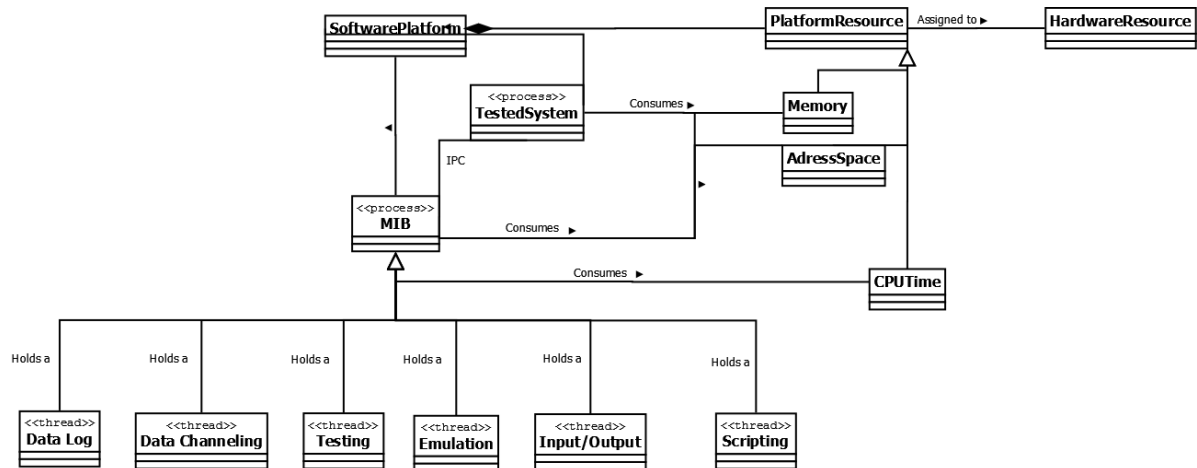 SoftwarePlatform
PlatformResource
Assigned to
HardwareResource
<<process>>
TestedSystem
Consumes
Memory
IPC
AdressSpace
<<process>>
MIB
Consumes
Consumes
CPUTime
Holds a
Holds a
Holds a
Holds a
Holds a
Holds a
<<thread>>
Data Log
<<thread>>
Data Channeling
<<thread>>
Testing
<<thread>>
Emulation
<<thread>>
Input/Output
<<thread>>
Scripting